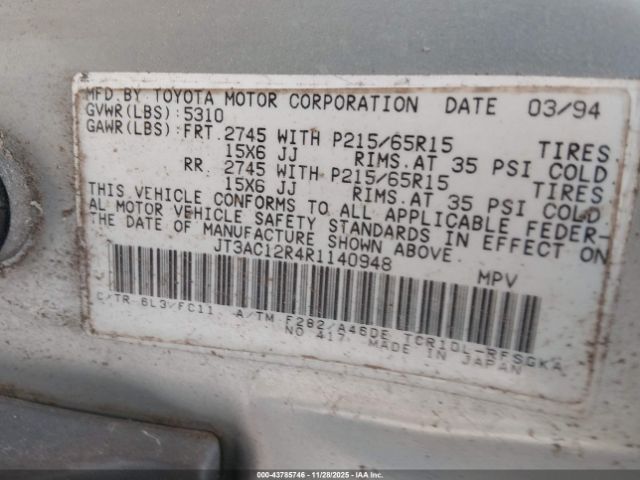 MFD.BY TOYOTA MOTOR CORPORATION DATE 03/94
GVWR(LBS):5310
GAWR(LBS):FRT.2745 WITH P215/65R15 TIRES
15X6 JJ RIMS.AT 35 PSI COLD
RR. 2745 WITH P215/65R15 TIRES
15X6 JJ RIMS.AT 35 PSI COLD
THIS VEHICLE CONFORMS TO ALL APPLICABLE FEDER-
AL MOTOR VEHICLE SAFETY STANDARDS IN EFFECT ON
THE DATE OF MANUFACTURE SHOWN ABOVE.
JT3AC12R4R1140948 MPV
C/TR 6L3/FC11 A/TM F282/A46DE TCR10L-RFSGKA
NO 417 MADE IN JAPAN
000-43785746 | 11/28/2025 - COPYRIGHT IAA, LLC.